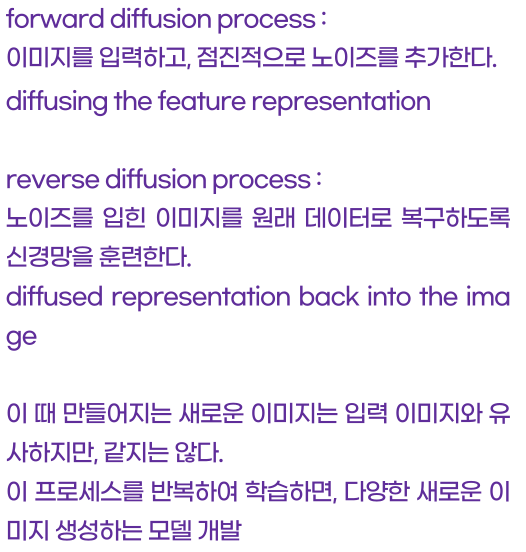 forward diffusion process :
이미지를 입력하고, 점진적으로 노이즈를 추가한다.
diffusing the feature representation
reverse diffusion process :
노이즈를 입힌 이미지를 원래 데이터로 복구하도록
신경망을 훈련한다.
diffused representation back into the ima
ge
이 때 만들어지는 새로운 이미지는 입력 이미지와 유
사하지만, 같지는 않다.
이 프로세스를 반복하여 학습하면, 다양한 새로운 이
미지 생성하는 모델 개발